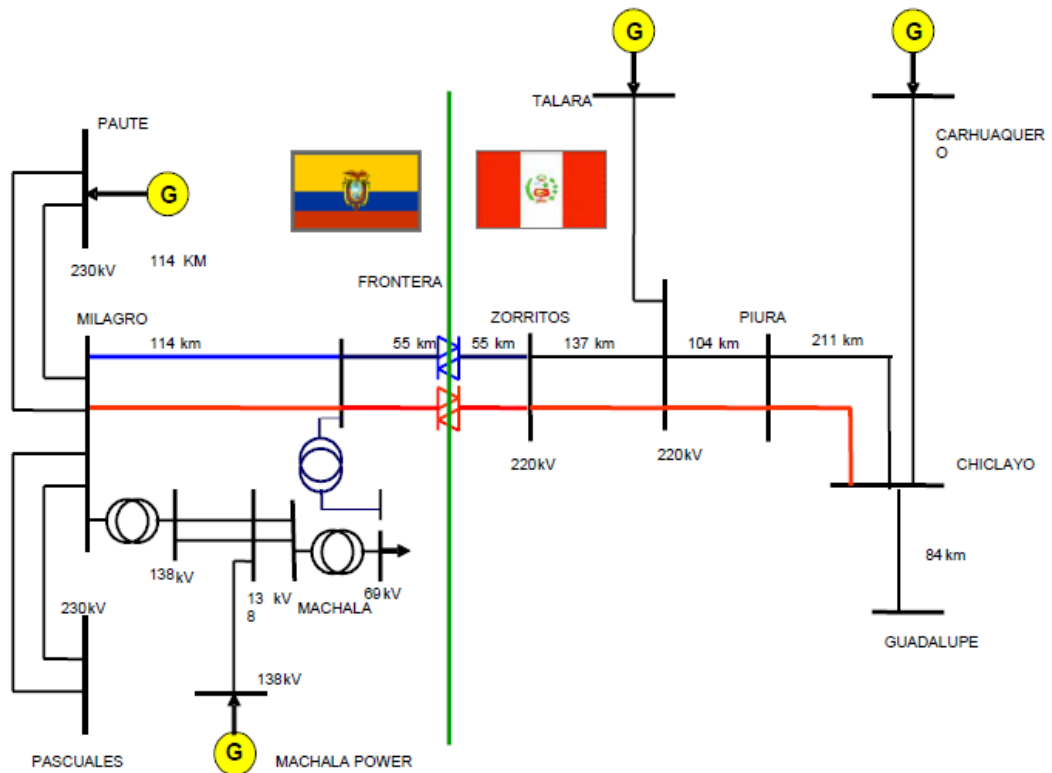 G
G
TALARA
PAUTE
CARHUAQUER
O
G
114 KM
230kV
FRONTERA
MILAGRO
ZORRITOS
PIURA
114 km
55 km
55 km
137 km
104 km
211 km
220kV
220kV
CHICLAYO
138kV
13 kV
8
69kV
MACHALA
84 km
230kV
GUADALUPE
138kV
G
PASCUALES
MACHALA POWER